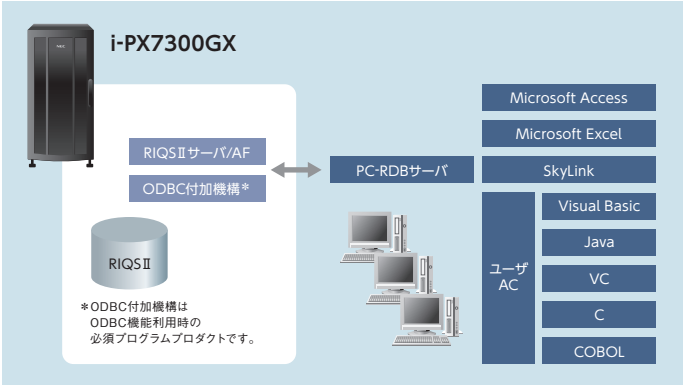 i-PX7300GX
NEC
RIQSⅡサーバ/AF
ODBC付加機構*
RIQSⅡ
*ODBC付加機構は
ODBC機能利用時の
必須プログラムプロダクトです。
PC-RDBサーバ
Microsoft Access
Microsoft Excel
SkyLink
ユーザ
AC
Visual Basic
Java
VC
C
COBOL